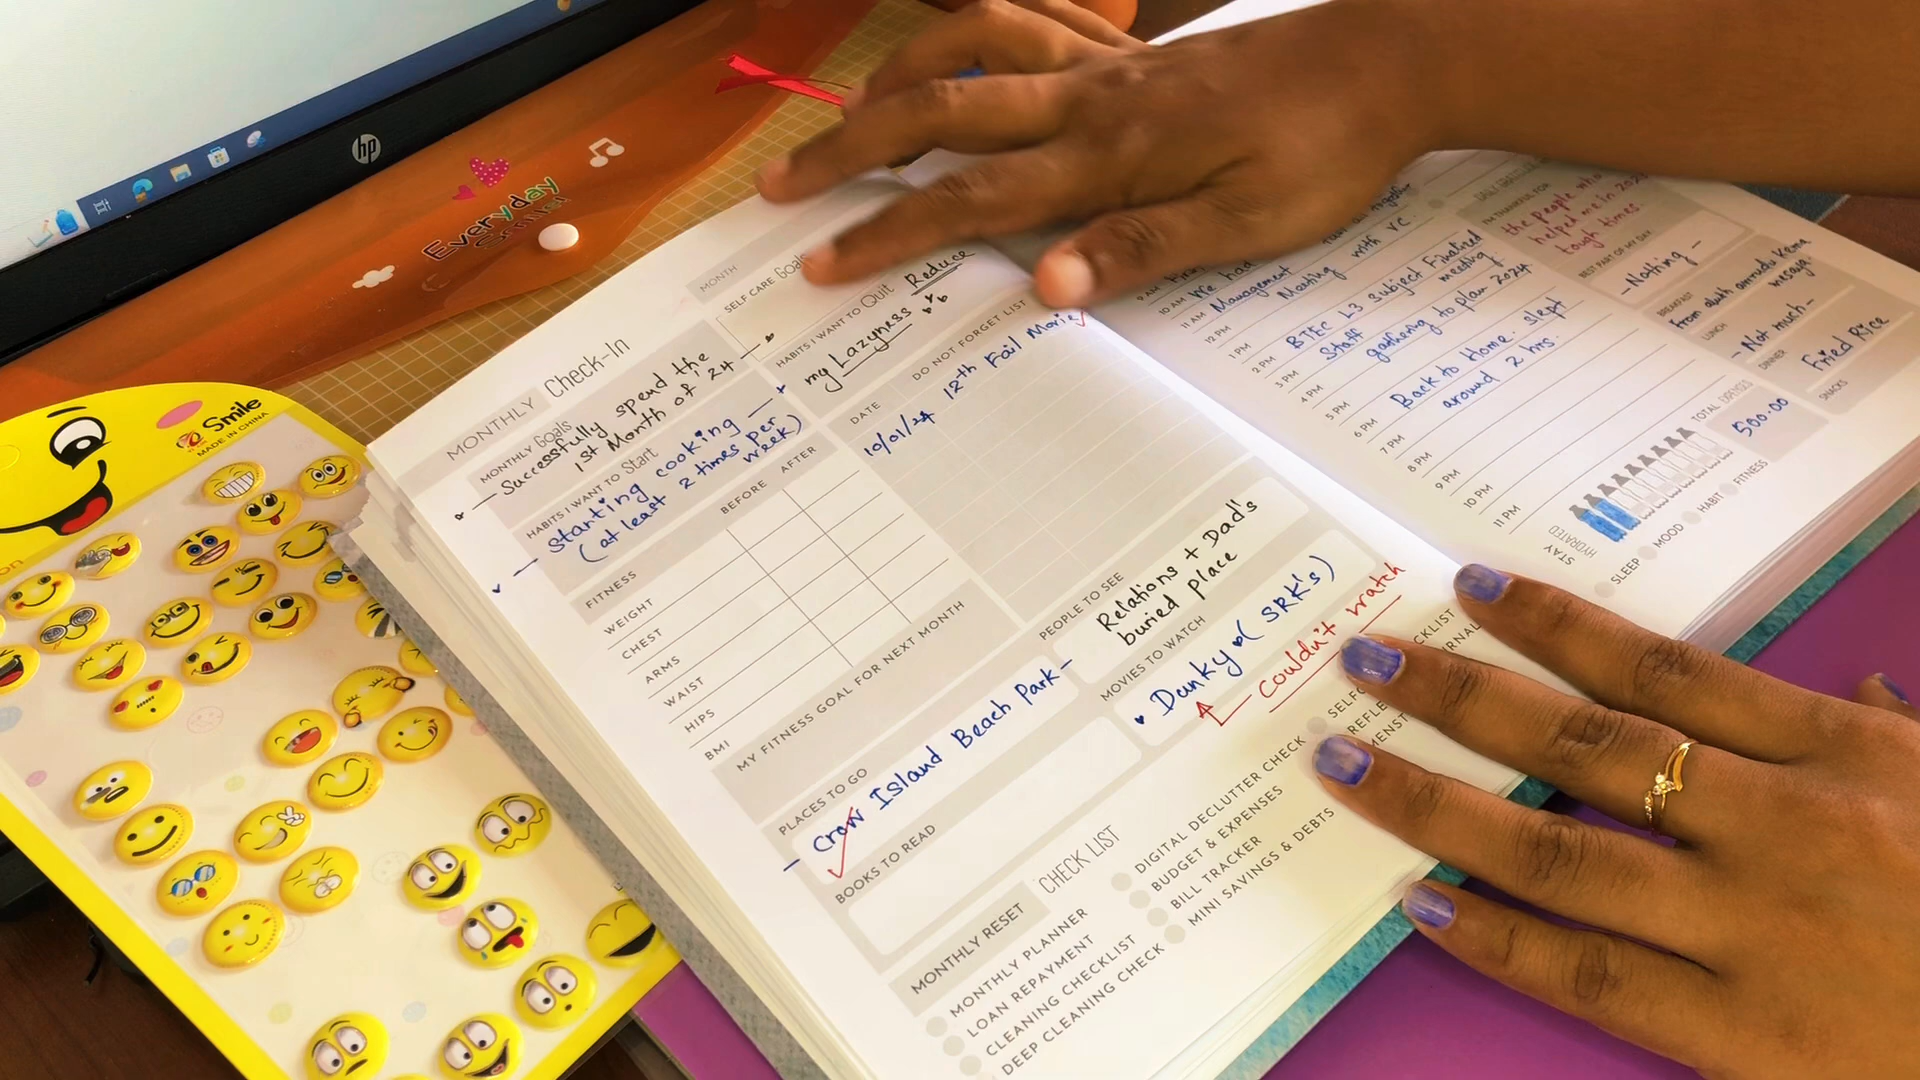 hp
Everyday
Smile!
Smile
MADE IN CHINA
MONTHLY Check-In
MONTH
MONTHLY Goals
- Successfully spend the
1st Month of '24 -
HABITS I WANT to Start
- Starting cooking -
(at least 2 times per
week)
SELF CARE Goals
HABITS I WANT to Quit
Reduce
my Lazyness
FITNESS
BEFORE
AFTER
WEIGHT
CHEST
ARMS
WAIST
HIPS
BMI
MY FITNESS GOAL FOR NEXT MONTH
DATE
DO NOT FORGET LIST
10/01/24 12th Fail Movie
PLACES TO GO
- Crow Island Beach Park -
BOOKS TO READ
PEOPLE TO SEE
Relations + Dad's
buried place
MOVIES TO WATCH
Dunky (SRK's)
Couldn't watch
MONTHLY RESET CHECK LIST
MONTHLY PLANNER
LOAN REPAYMENT
CLEANING CHECKLIST
DEEP CLEANING CHECK
DIGITAL DECLUTTER CHECK
BUDGET & EXPENSES
BILL TRACKER
MINI SAVINGS & DEBTS
9 AM
10 AM We had
11 AM Management
12 PM Meeting with VC.
1 PM
2 PM BTEC L3 Subject Finalized
3 PM Staff meeting.
4 PM gathering to plan 2024
5 PM
6 PM Back to Home. slept
7 PM around 2 hrs.
8 PM
9 PM
10 PM
11 PM
I'M THANKFUL FOR
the people who
helped me in
tough times.
BEST PART OF MY DAY
- Nothing -
BREAKFAST
LUNCH
- Not much -
DINNER
Fried Rice
SNACKS
TOTAL EXPENSES
500.00
STAY
HYDRATED
SLEEP
MOOD
HABIT
FITNESS